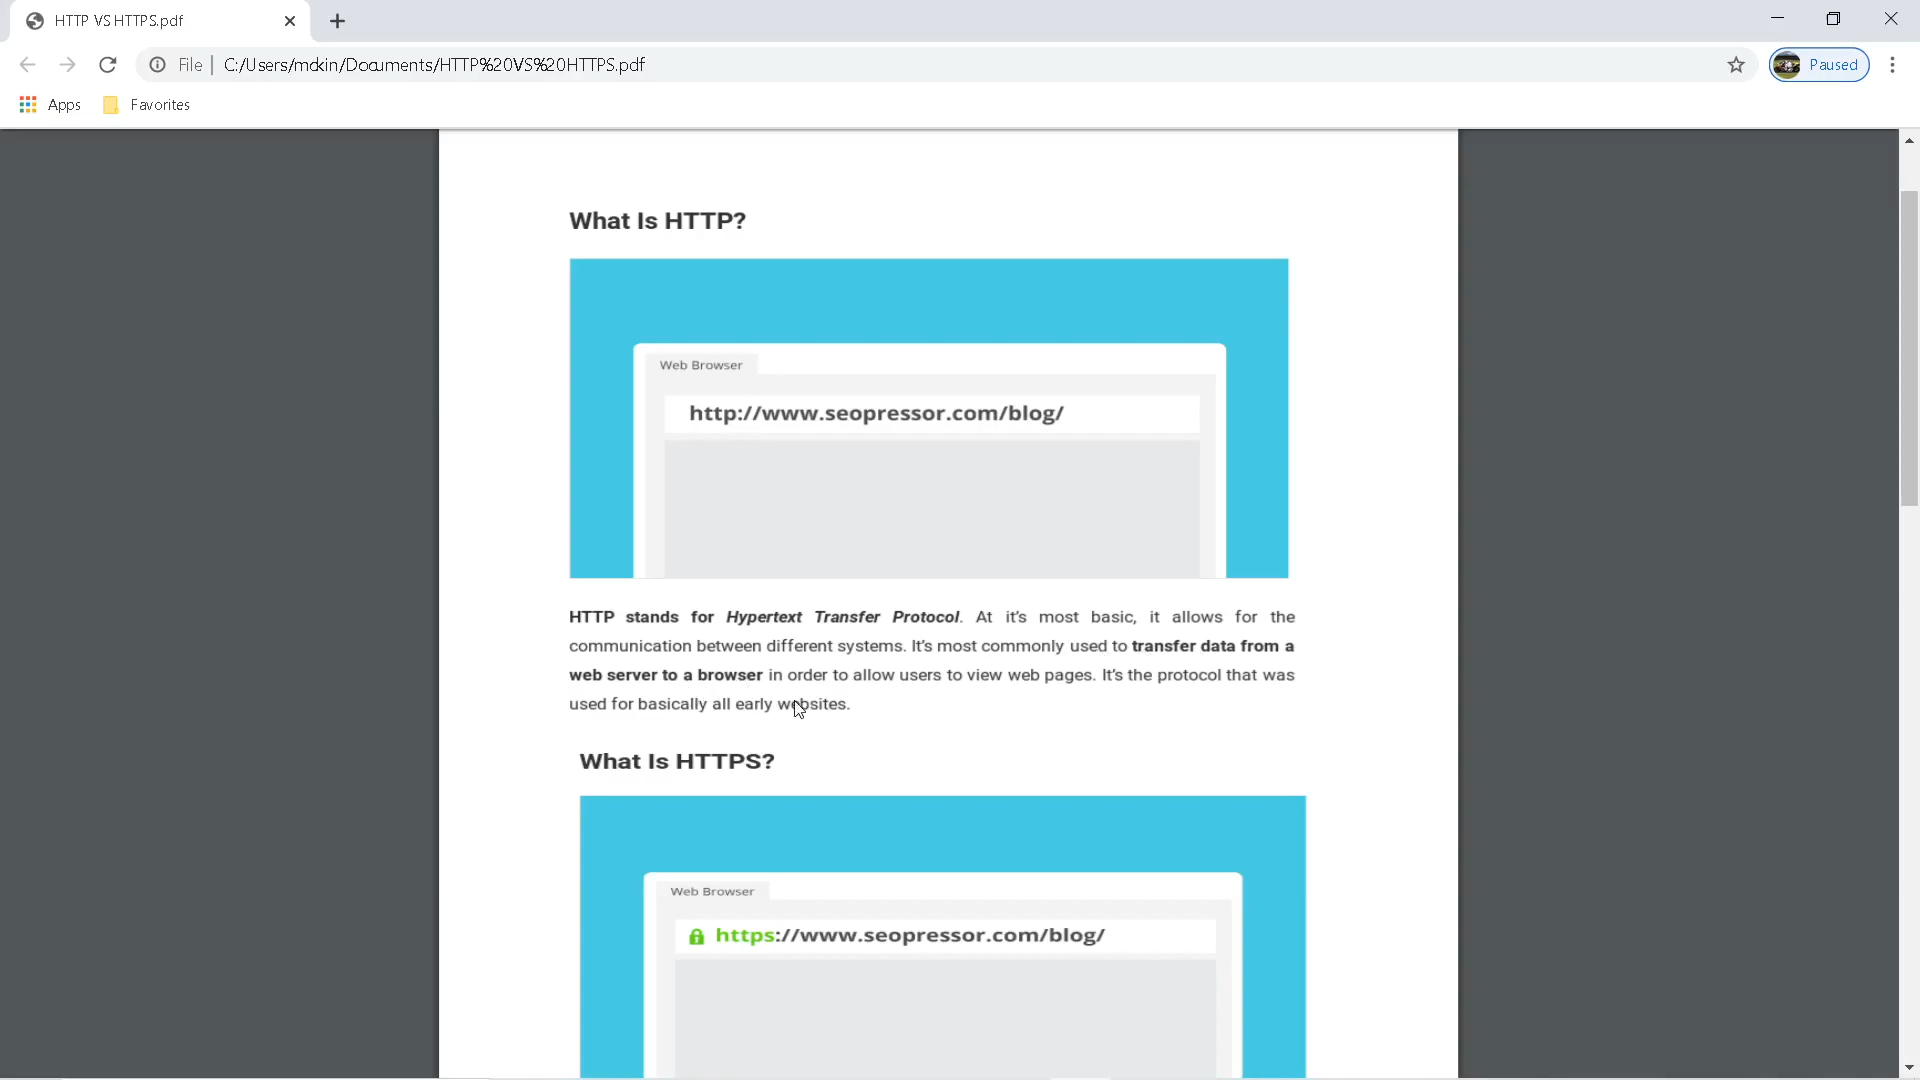 HTTP VS HTTPS.pdf
File | C:/Users/mckin/Documents/HTTP%20VS%20HTTPS.pdf
Paused
Apps Favorites
What Is HTTP?
Web Browser
http://www.seopressor.com/blog/
HTTP stands for Hypertext Transfer Protocol. At it's most basic, it allows for the
communication between different systems. It's most commonly used to transfer data from a
web server to a browser in order to allow users to view web pages. It's the protocol that was
used for basically all early websites.
What Is HTTPS?
Web Browser
https://www.seopressor.com/blog/